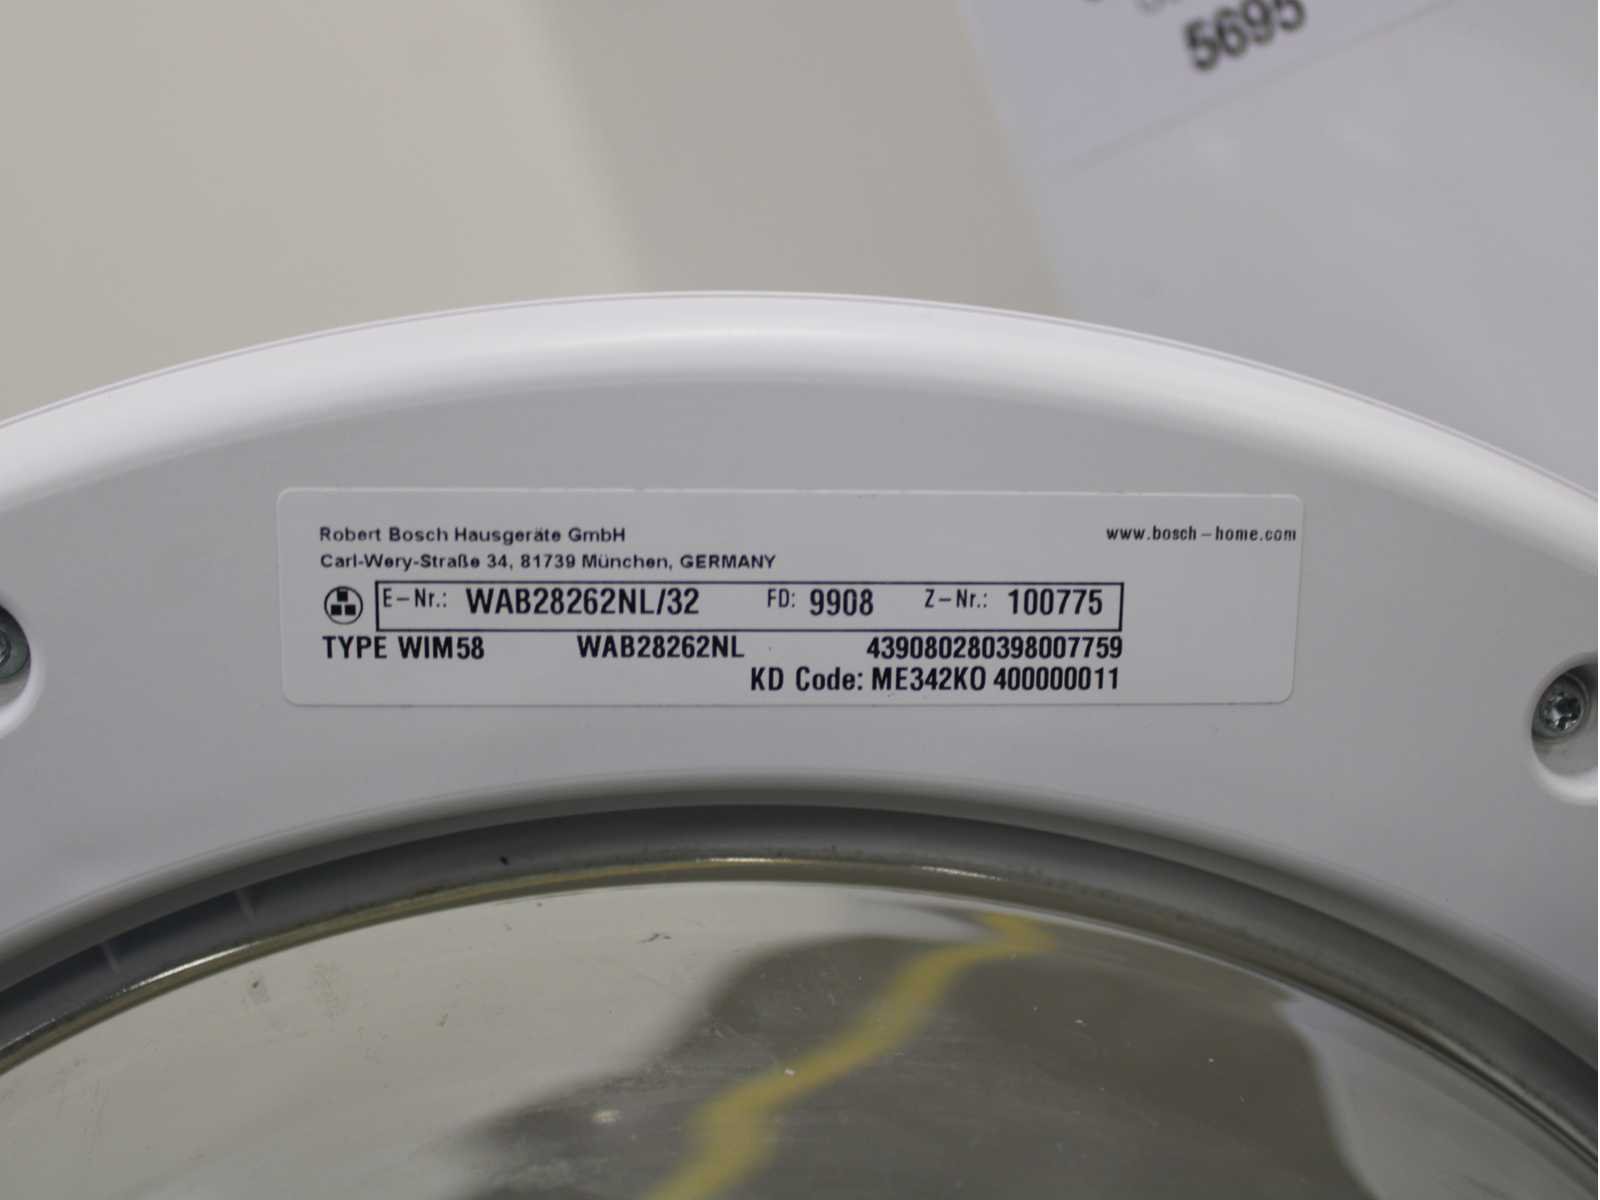 5695
Robert Bosch Hausgeräte GmbH
www.bosch-home.com
Carl-Wery-Straße 34, 81739 München, GERMANY
E-Nr.: WAB28262NL/32 FD: 9908 Z-Nr.: 100775
TYPE WIM58 WAB28262NL 439080280398007759
KD Code: ME342KO 400000011